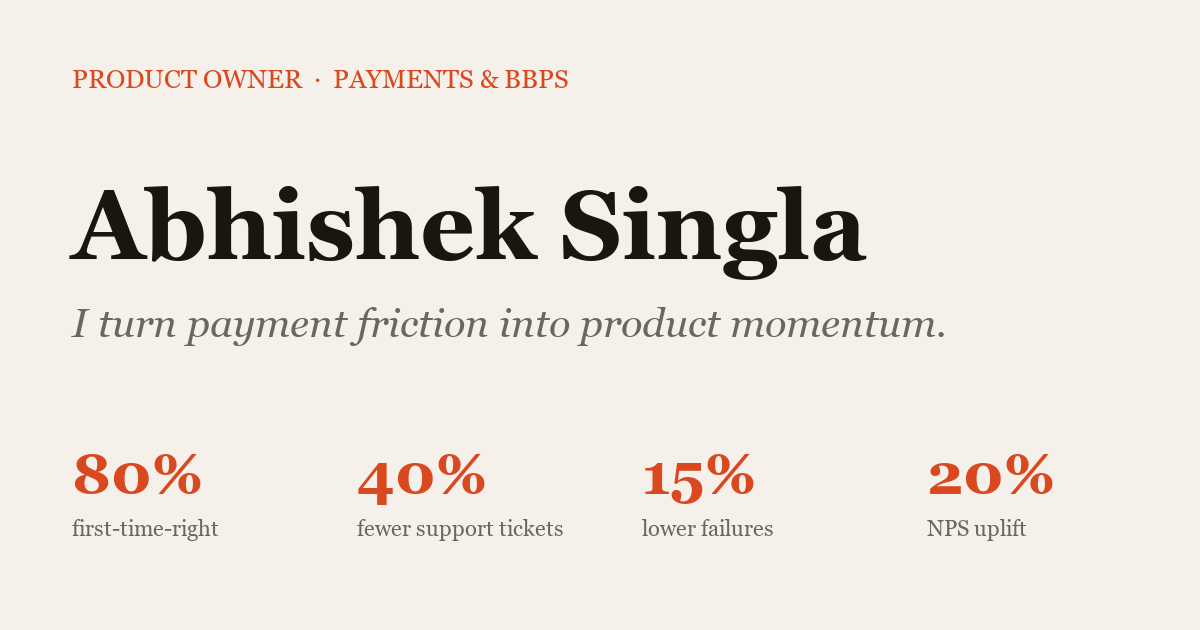 PRODUCT OWNER · PAYMENTS & BBPS
Abhishek Singla
I turn payment friction into product momentum.
80% 40% 15% 20%
first-time-right fewer support tickets lower failures NPS uplift